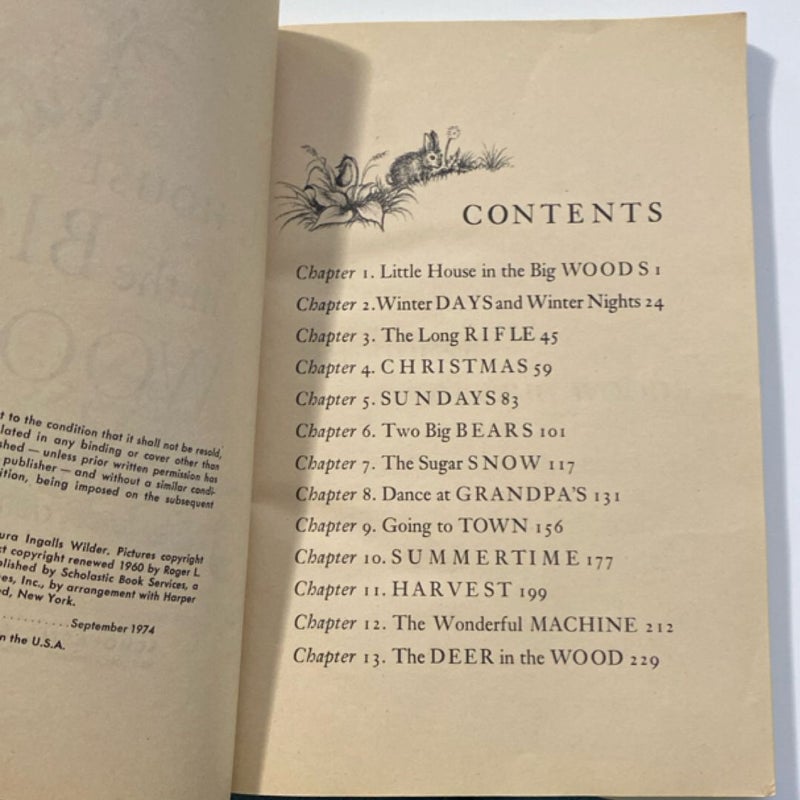 t to the condition that it shall not be resold,
lated in any binding or cover other than
shed — unless prior written permission has
publisher — and without a similar condi-
ition, being imposed on the subsequent
ura Ingalls Wilder. Pictures copyright
ct copyright renewed 1960 by Roger L.
blished by Scholastic Book Services, a
es, Inc., by arrangement with Harper
ed, New York.
..........September 1974
n the U.S.A.
CONTENTS
Chapter 1. Little House in the Big WOODS 1
Chapter 2. Winter DAYS and Winter Nights 24
Chapter 3. The Long RIFLE 45
Chapter 4. CHRISTMAS 59
Chapter 5. SUNDAYS 83
Chapter 6. Two Big BEARS 101
Chapter 7. The Sugar SNOW 117
Chapter 8. Dance at GRANDPA'S 131
Chapter 9. Going to TOWN 156
Chapter 10. SUMMERTIME 177
Chapter 11. HARVEST 199
Chapter 12. The Wonderful MACHINE 212
Chapter 13. The DEER in the WOOD 229